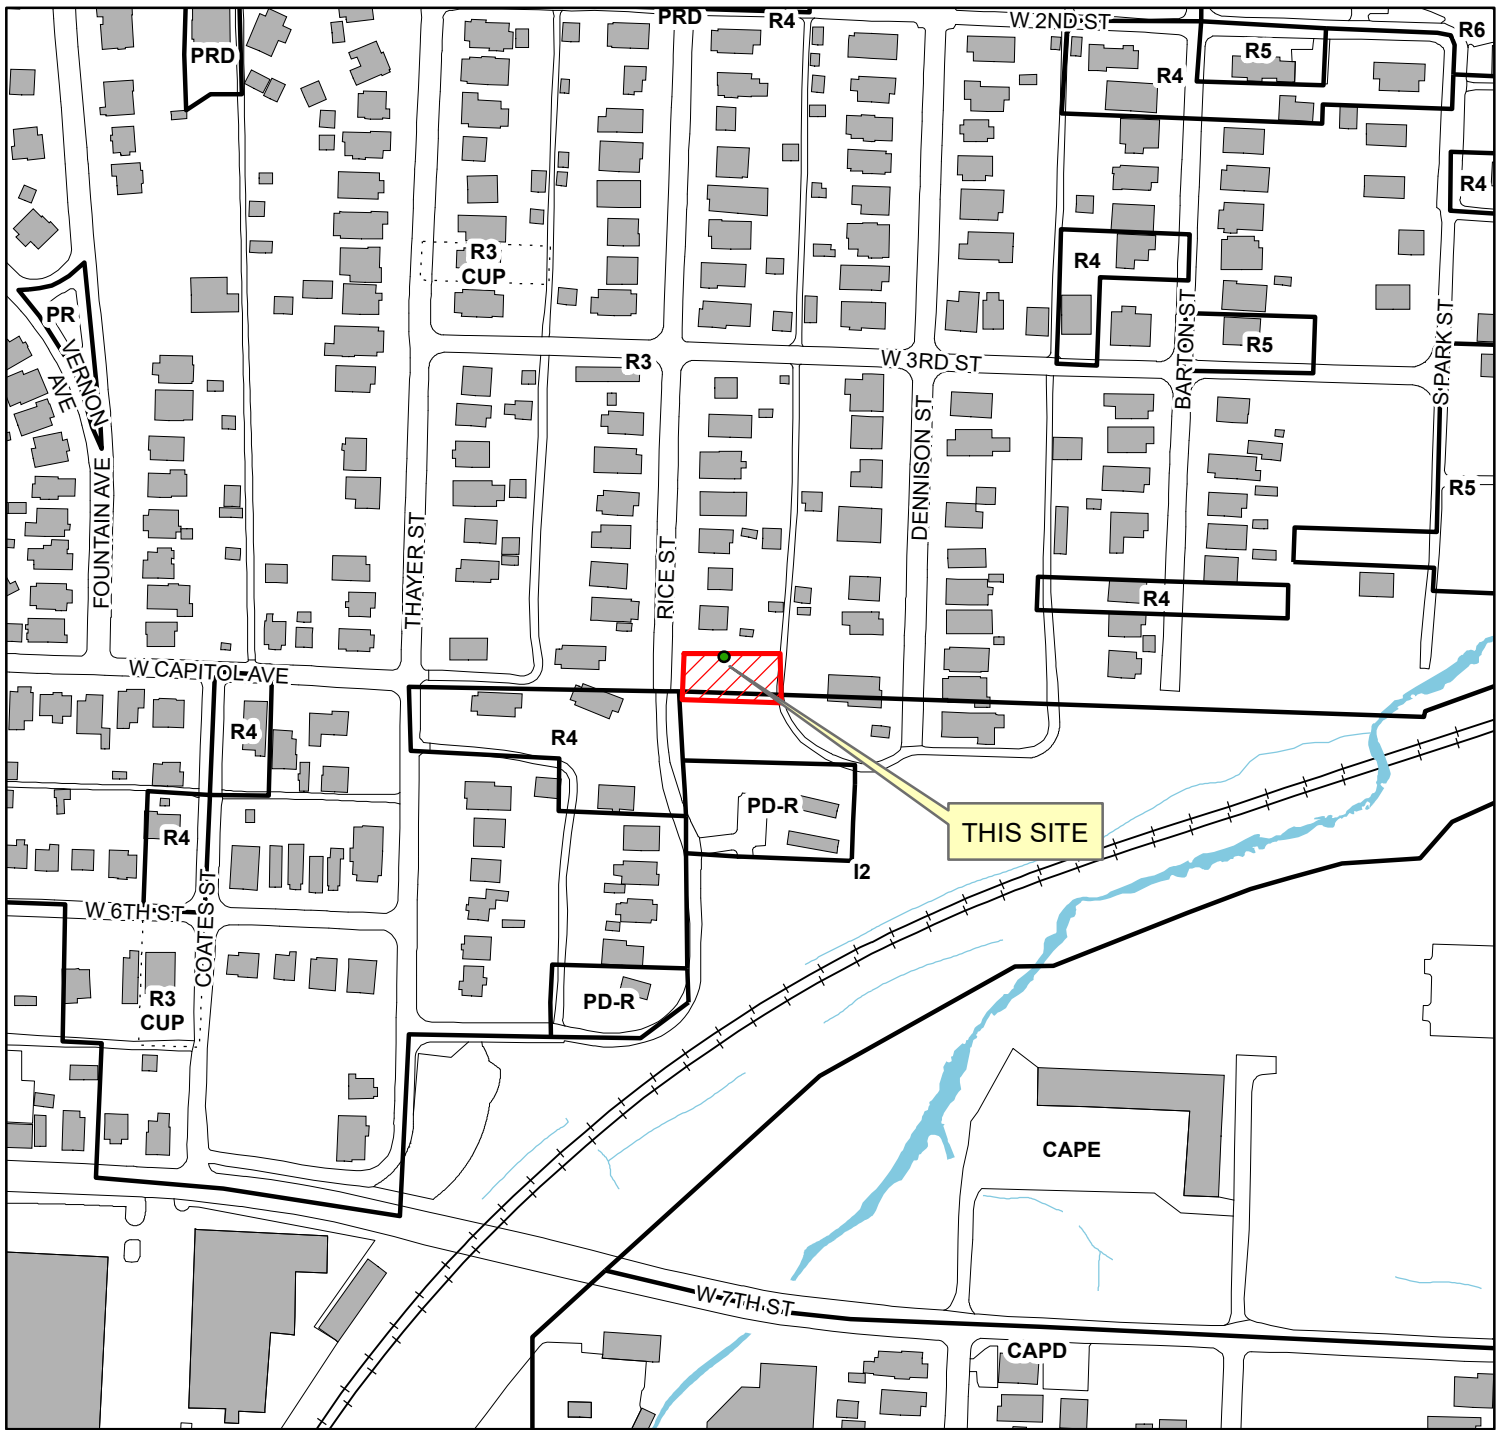 PRD
R4
W 2ND ST
R6
PRD
R5
R4
R4
R3
CUP
R4
PR
VERNON
AVE
R3
W 3RD ST
BARTON ST
R5
S PARK ST
FOUNTAIN AVE
THAYER ST
RICE ST
DENNISON ST
R5
R4
W CAPITOL AVE
R4
R4
PD-R
THIS SITE
R4
I2
W 6TH ST
COATES ST
R3
CUP
PD-R
CAPE
W 7TH ST
CAPD